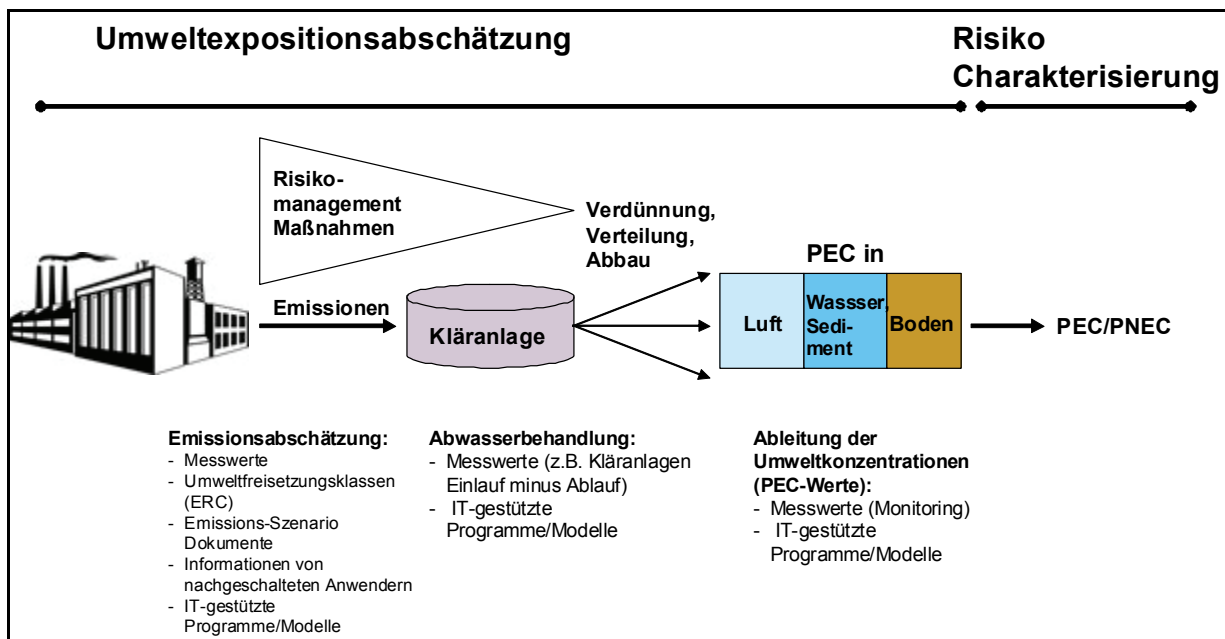 Umweltexpositionsabschätzung
Risiko
Charakterisierung
Risiko-
management
Maßnahmen
Verdünnung,
Verteilung,
Abbau
PEC in
Emissionen
Kläranlage
Luft
Wassser,
Sedi-
ment
Boden
PEC/PNEC
Emissionsabschätzung:
- Messwerte
- Umweltfreisetzungsklassen
(ERC)
- Emissions-Szenario
Dokumente
- Informationen von
nachgeschalteten Anwendern
- IT-gestützte
Programme/Modelle
Abwasserbehandlung:
- Messwerte (z.B. Kläranlagen
Einlauf minus Ablauf)
- IT-gestützte
Programme/Modelle
Ableitung der
Umweltkonzentrationen
(PEC-Werte):
- Messwerte (Monitoring)
- IT-gestützte
Programme/Modelle